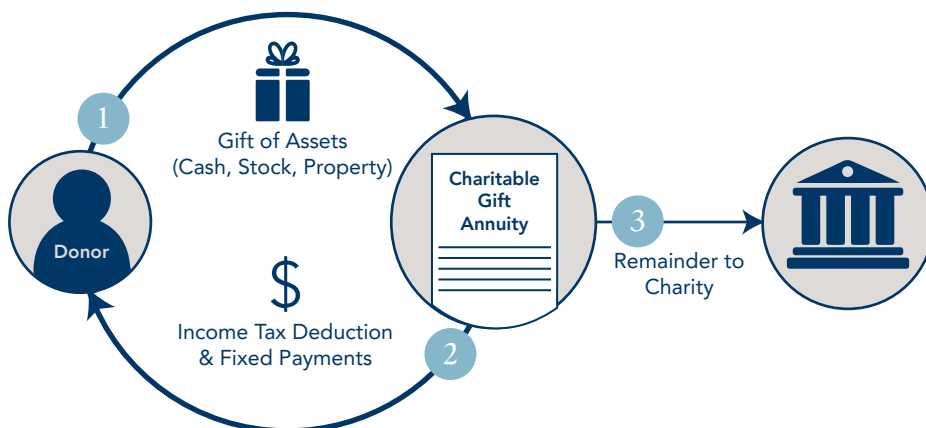 1
Gift of Assets
(Cash, Stock, Property)
Donor
Charitable
Gift
Annuity
$
Income Tax Deduction
& Fixed Payments
2
3
Remainder to
Charity